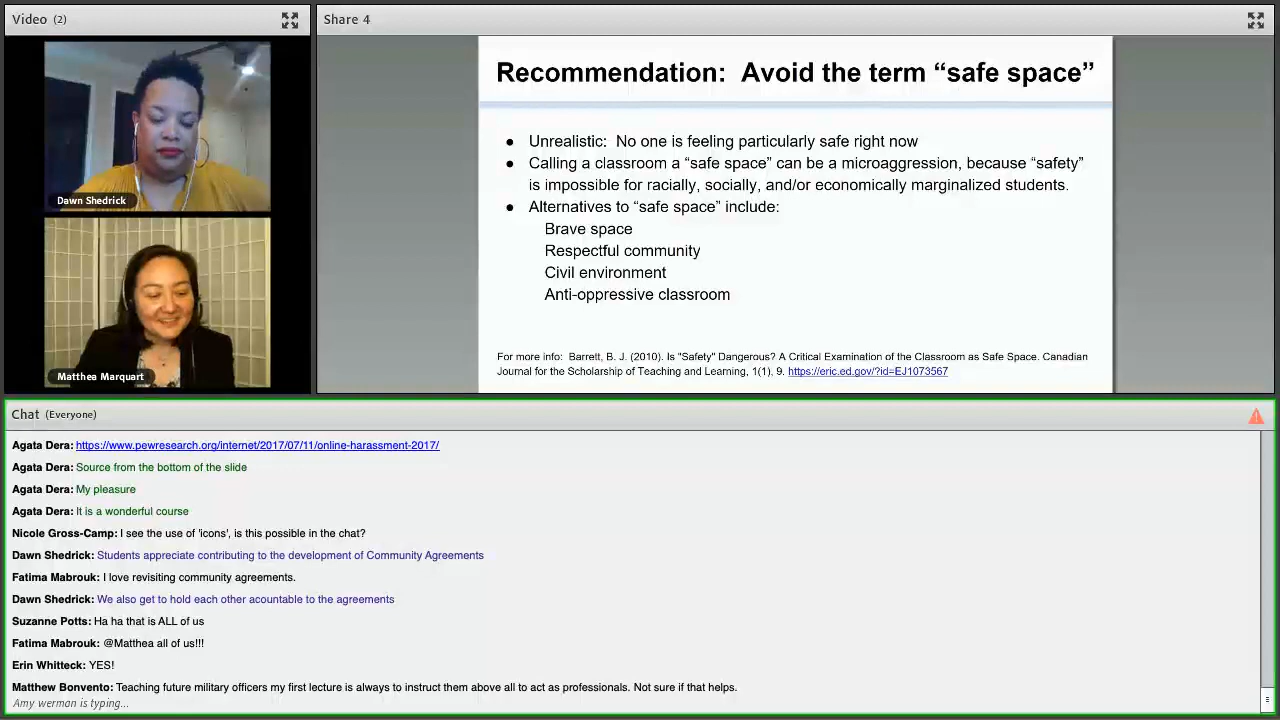 Video (2)
Dawn Shedrick
Matthea Marquart
Share 4
Recommendation:  Avoid the term “safe space”
● Unrealistic:  No one is feeling particularly safe right now
● Calling a classroom a “safe space” can be a microaggression, because “safety”
is impossible for racially, socially, and/or economically marginalized students.
● Alternatives to “safe space” include:
Brave space
Respectful community
Civil environment
Anti-oppressive classroom
For more info:  Barrett, B. J. (2010). Is "Safety" Dangerous? A Critical Examination of the Classroom as Safe Space. Canadian
Journal for the Scholarship of Teaching and Learning, 1(1), 9. https://eric.ed.gov/?id=EJ1073567
Chat (Everyone)
Agata Dera: https://www.pewresearch.org/internet/2017/07/11/online-harassment-2017/
Agata Dera: Source from the bottom of the slide
Agata Dera: My pleasure
Agata Dera: It is a wonderful course
Nicole Gross-Camp: I see the use of 'icons', is this possible in the chat?
Dawn Shedrick: Students appreciate contributing to the development of Community Agreements
Fatima Mabrouk: I love revisiting community agreements.
Dawn Shedrick: We also get to hold each other acountable to the agreements
Suzanne Potts: Ha ha that is ALL of us
Fatima Mabrouk: @Matthea all of us!!!
Erin Whitteck: YES!
Matthew Bonvento: Teaching future military officers my first lecture is always to instruct them above all to act as professionals. Not sure if that helps.
Amy werman is typing...